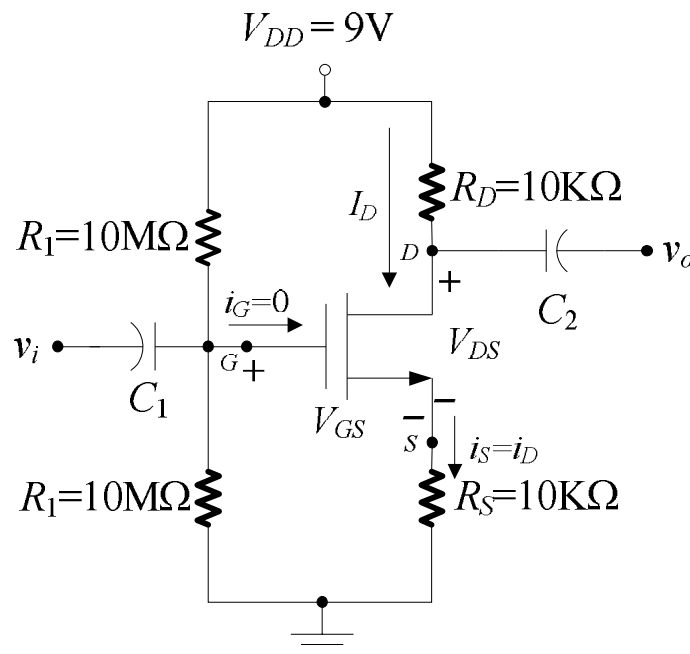 V_DD = 9V
I_D
R_D=10KΩ
R_1=10MΩ
D
v_o
+
i_G=0
C_2
v_i
G
+
V_DS
C_1
V_GS
−
−
S
i_S=i_D
R_1=10MΩ
R_S=10KΩ